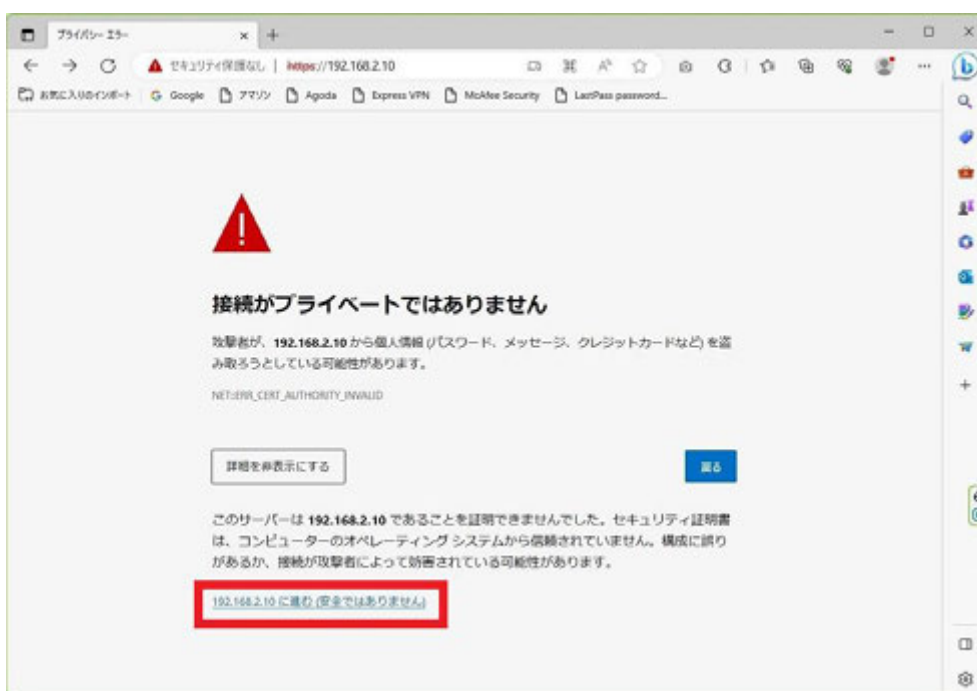 プライバシー エラー
セキュリティ保護なし | https://192.168.2.10
お気に入りのインポート Google アマゾン Agoda Express VPN McAfee Security LastPass password...
接続がプライベートではありません
攻撃者が、192.168.2.10 から個人情報 (パスワード、メッセージ、クレジットカードなど) を盗
み取ろうとしている可能性があります。
NET::ERR_CERT_AUTHORITY_INVALID
詳細を非表示にする
戻る
このサーバーは 192.168.2.10 であることを証明できませんでした。セキュリティ証明書
は、コンピューターのオペレーティング システムから信頼されていません。構成に誤り
があるか、接続が攻撃者によって妨害されている可能性があります。
192.168.2.10 に進む (安全ではありません)